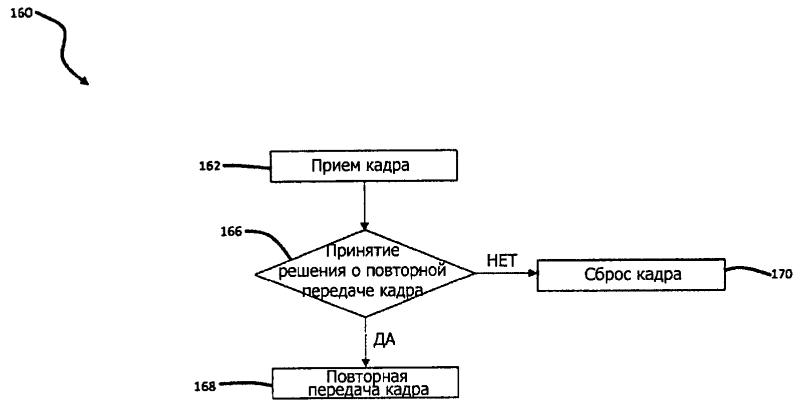 160
162
Прием кадра
166
Принятие
решения о повторной
передаче кадра
НЕТ
Сброс кадра
170
ДА
168
Повторная
передача кадра